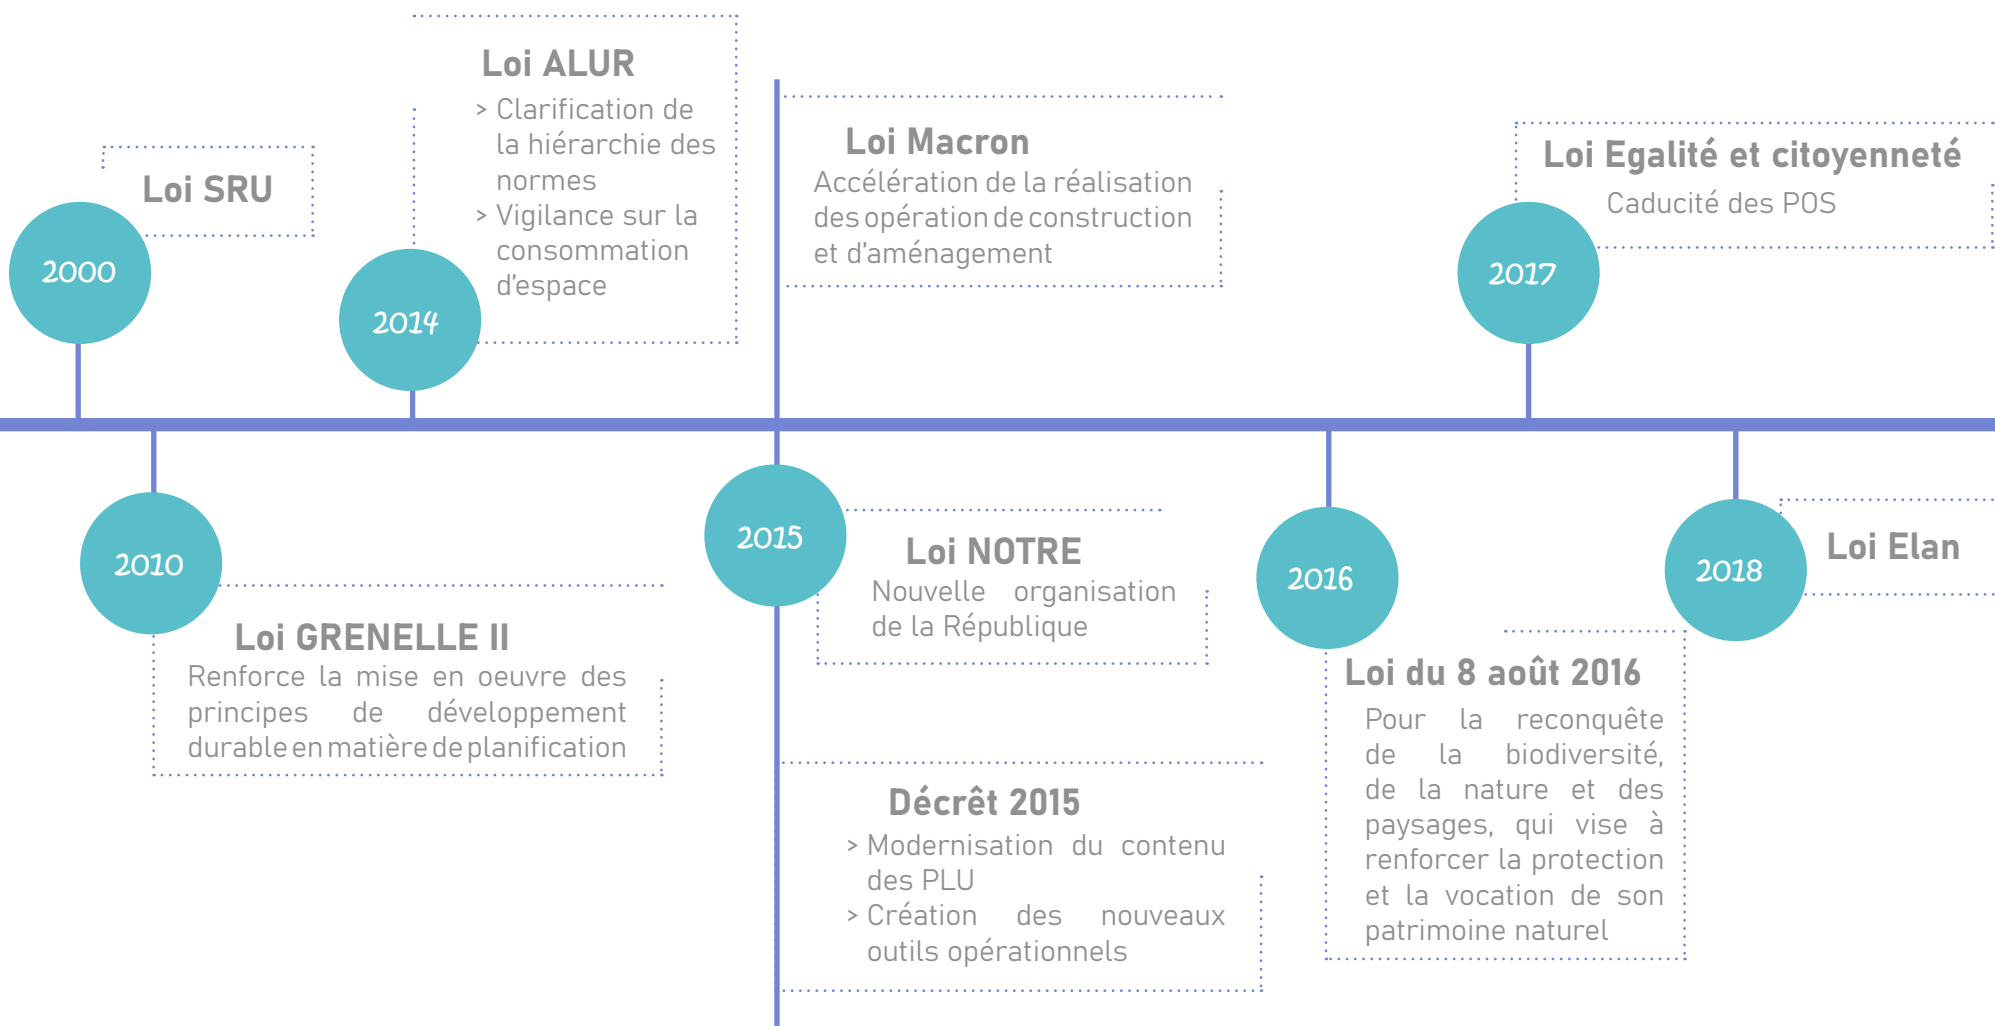 2000
Loi SRU
2010
Loi GRENELLE II
Renforce la mise en oeuvre des
principes de développement
durable en matière de planification
2014
Loi ALUR
> Clarification de
la hiérarchie des
normes
> Vigilance sur la
consommation
d'espace
2015
Loi Macron
Accélération de la réalisation
des opération de construction
et d'aménagement
Loi NOTRE
Nouvelle organisation
de la République
Décrêt 2015
> Modernisation du contenu
des PLU
> Création des nouveaux
outils opérationnels
2016
Loi du 8 août 2016
Pour la reconquête
de la biodiversité,
de la nature et des
paysages, qui vise à
renforcer la protection
et la vocation de son
patrimoine naturel
2017
Loi Egalité et citoyenneté
Caducité des POS
2018
Loi Elan